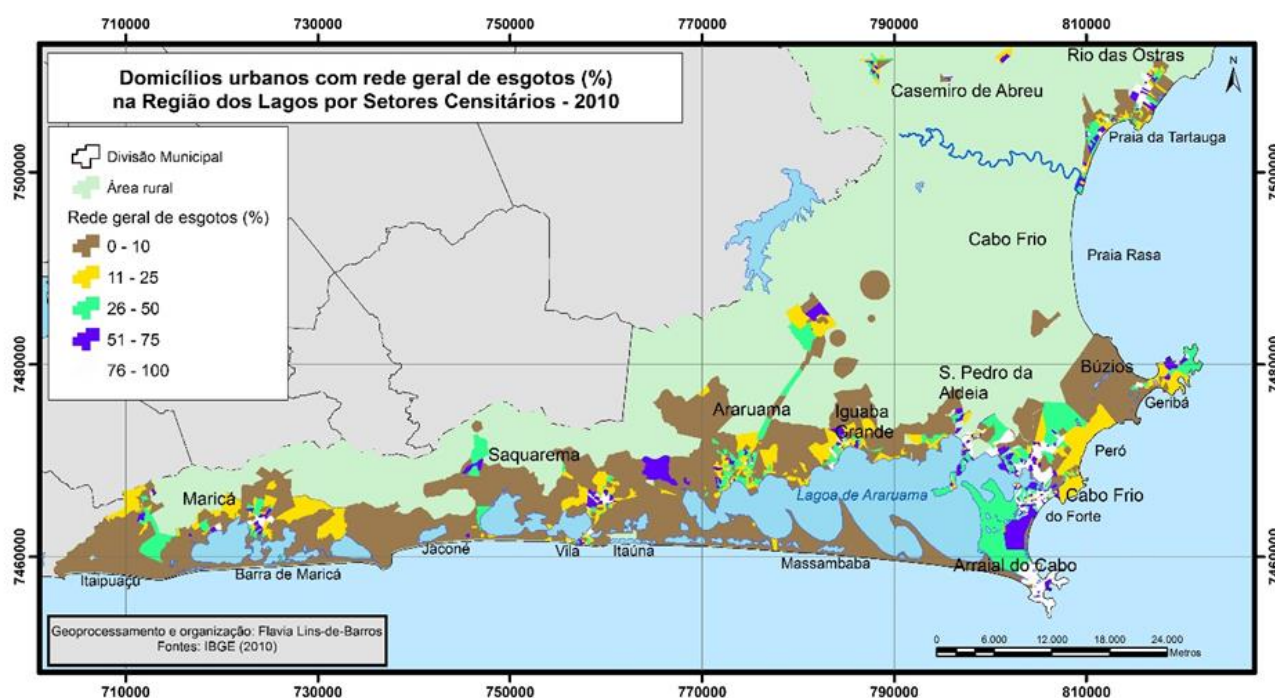 710000 730000 750000 770000 790000 810000
Domicílios urbanos com rede geral de esgotos (%)
na Região dos Lagos por Setores Censitários - 2010
Divisão Municipal
Área rural
Rede geral de esgotos (%)
0 - 10
11 - 25
26 - 50
51 - 75
76 - 100
Rio das Ostras
N
Casemiro de Abreu
Praia da Tartauga
7500000 7500000
Cabo Frio
Praia Rasa
7480000 7480000
Búzios
S. Pedro da
Aldeia
Geribá
Araruama
Iguaba
Grande
Peró
Saquarema
Maricá
Lagoa de Araruama
Cabo Frio
do Forte
7460000 7460000
Jaconé
Vila
Itaúna
Massambaba
Arraial do Cabo
Itaipuaçu
Barra de Maricá
Geoprocessamento e organização: Flavia Lins-de-Barros
Fontes: IBGE (2010)
0 6.000 12.000 18.000 24.000
Metros
710000 730000 750000 770000 790000 810000